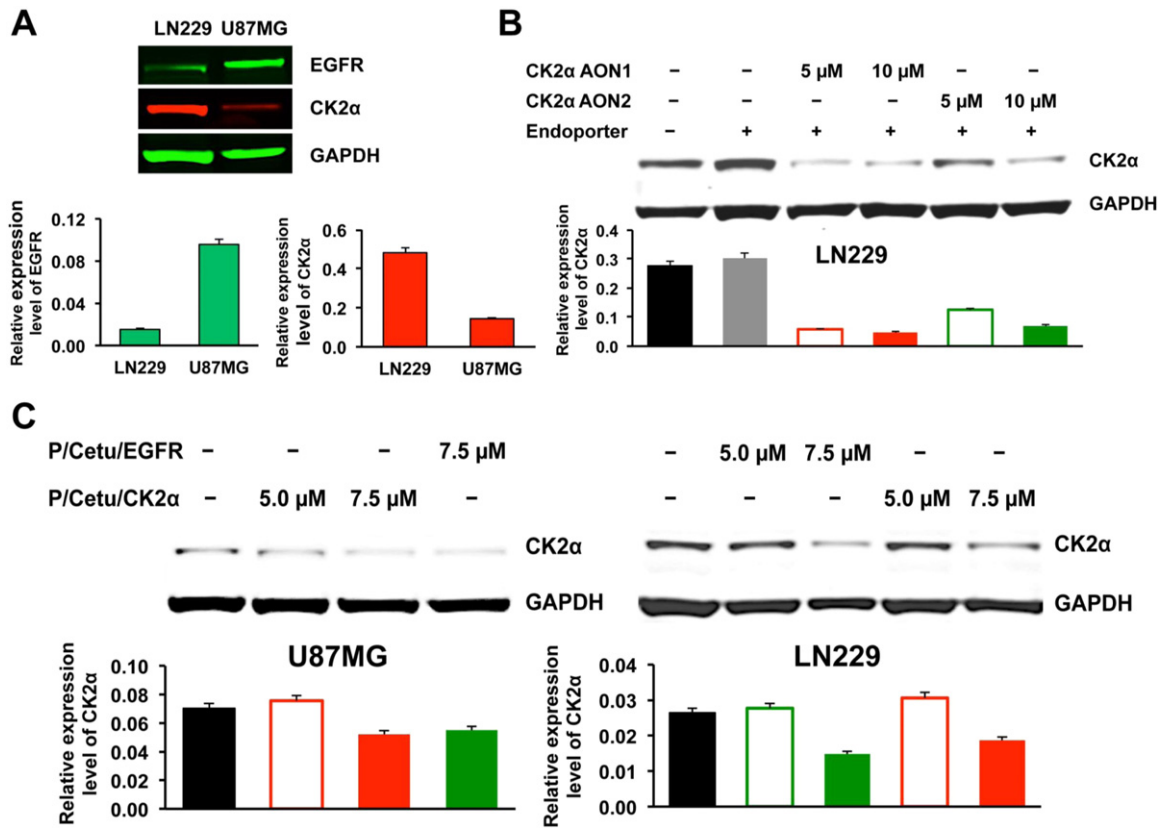 A
LN229 U87MG
EGFR
CK2α
GAPDH
Relative expression
level of EGFR
0.12
0.08
0.04
0.00
LN229 U87MG
Relative expression
level of CK2α
0.6
0.4
0.2
0.0
LN229 U87MG
B
CK2α AON1 – – 5 µM 10 µM – –
CK2α AON2 – – – – 5 µM 10 µM
Endoporter – + + + + +
CK2α
GAPDH
Relative expression
level of CK2α
0.4
0.3
0.2
0.1
0.0
LN229
C
P/Cetu/EGFR – – – 7.5 µM
P/Cetu/CK2α – 5.0 µM 7.5 µM –
CK2α
GAPDH
U87MG
Relative expression
level of CK2α
0.10
0.08
0.06
0.04
0.02
0.00
– 5.0 µM 7.5 µM – –
– – – 5.0 µM 7.5 µM
CK2α
GAPDH
LN229
Relative expression
level of CK2α
0.04
0.03
0.02
0.01
0.00